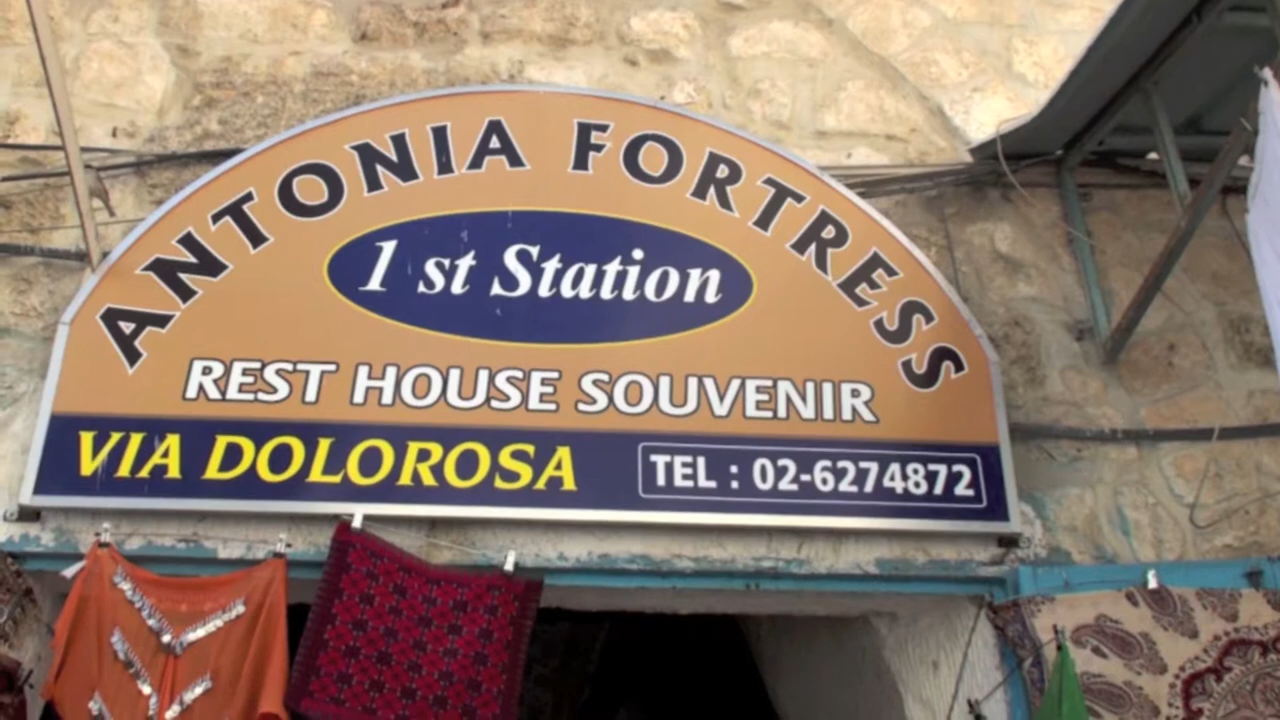 ANTONIA FORTRESS
1 st Station
REST HOUSE SOUVENIR
VIA DOLOROSA
TEL : 02-6274872